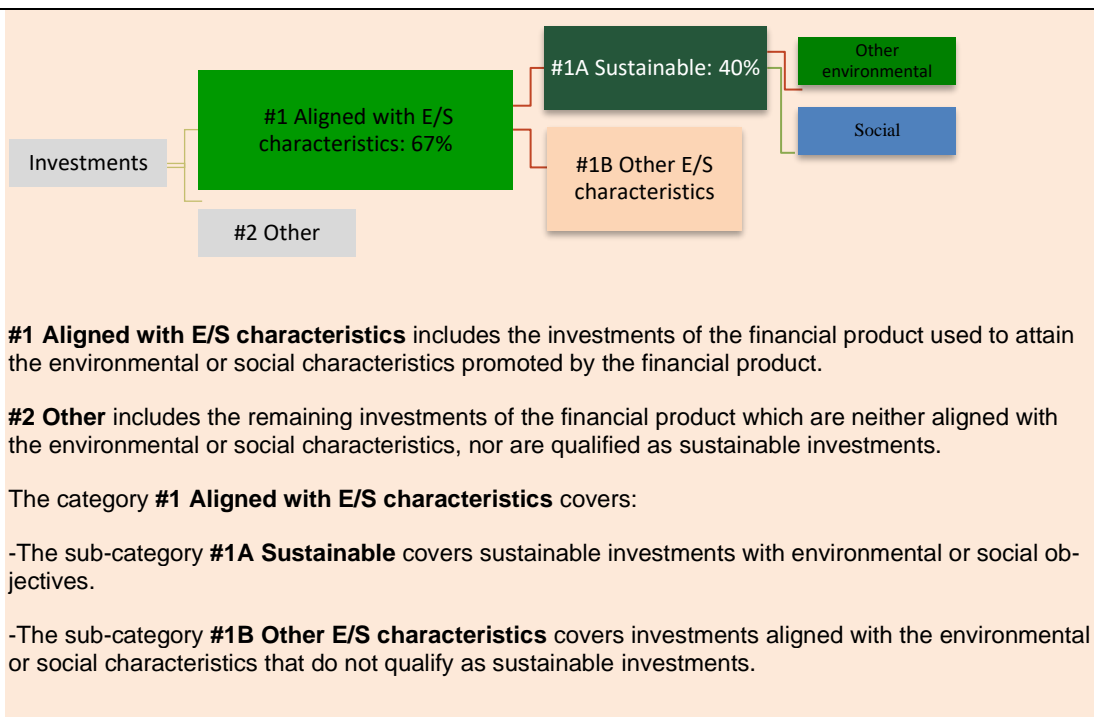 Investments
#1 Aligned with E/S
characteristics: 67%
#2 Other
#1A Sustainable: 40%
#1B Other E/S
characteristics
Other
environmental
Social
#1 Aligned with E/S characteristics includes the investments of the financial product used to attain
the environmental or social characteristics promoted by the financial product.
#2 Other includes the remaining investments of the financial product which are neither aligned with
the environmental or social characteristics, nor are qualified as sustainable investments.
The category #1 Aligned with E/S characteristics covers:
-The sub-category #1A Sustainable covers sustainable investments with environmental or social ob-
jectives.
-The sub-category #1B Other E/S characteristics covers investments aligned with the environmental
or social characteristics that do not qualify as sustainable investments.